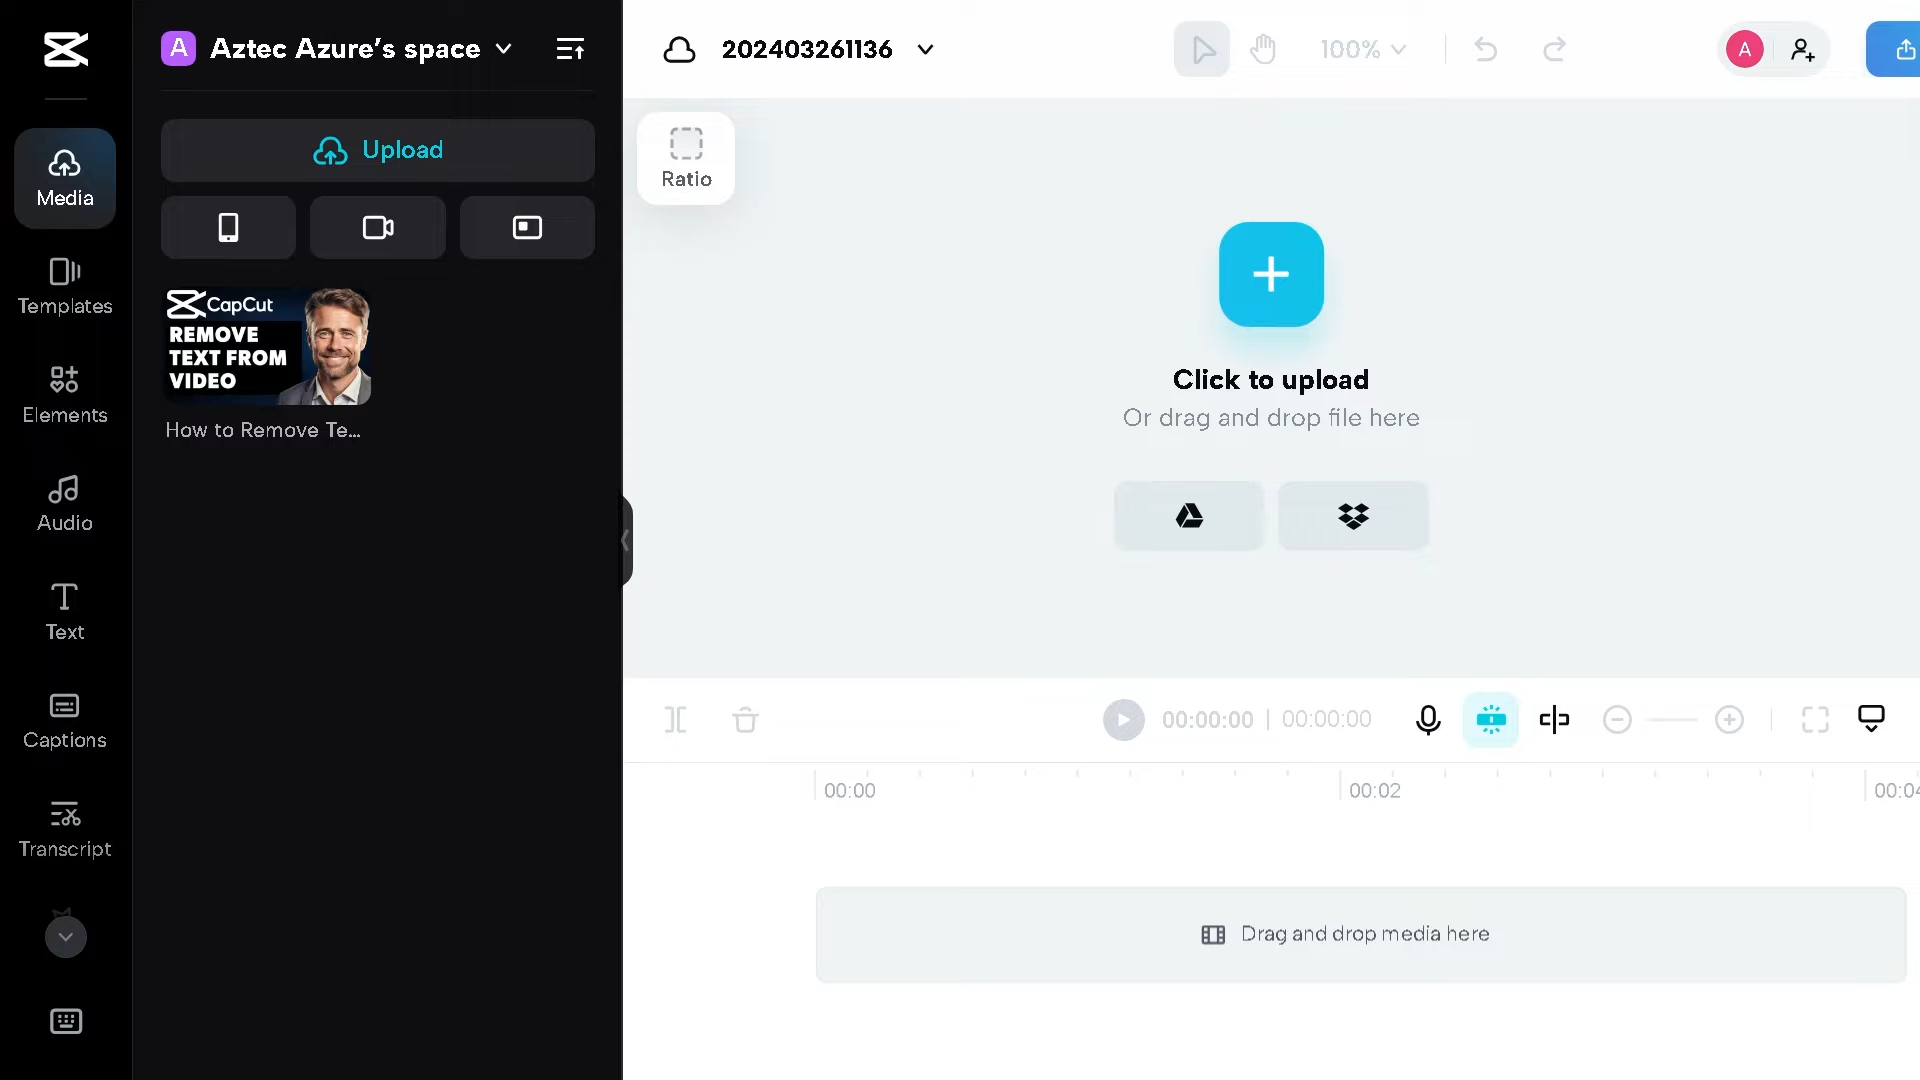 A Aztec Azure's space
202403261136
100%
A
Media
Templates
Elements
Audio
Text
Captions
Transcript
Upload
CapCut
REMOVE
TEXT FROM
VIDEO
How to Remove Te...
Ratio
Click to upload
Or drag and drop file here
00:00:00 | 00:00:00
00:00
00:02
00:04
Drag and drop media here